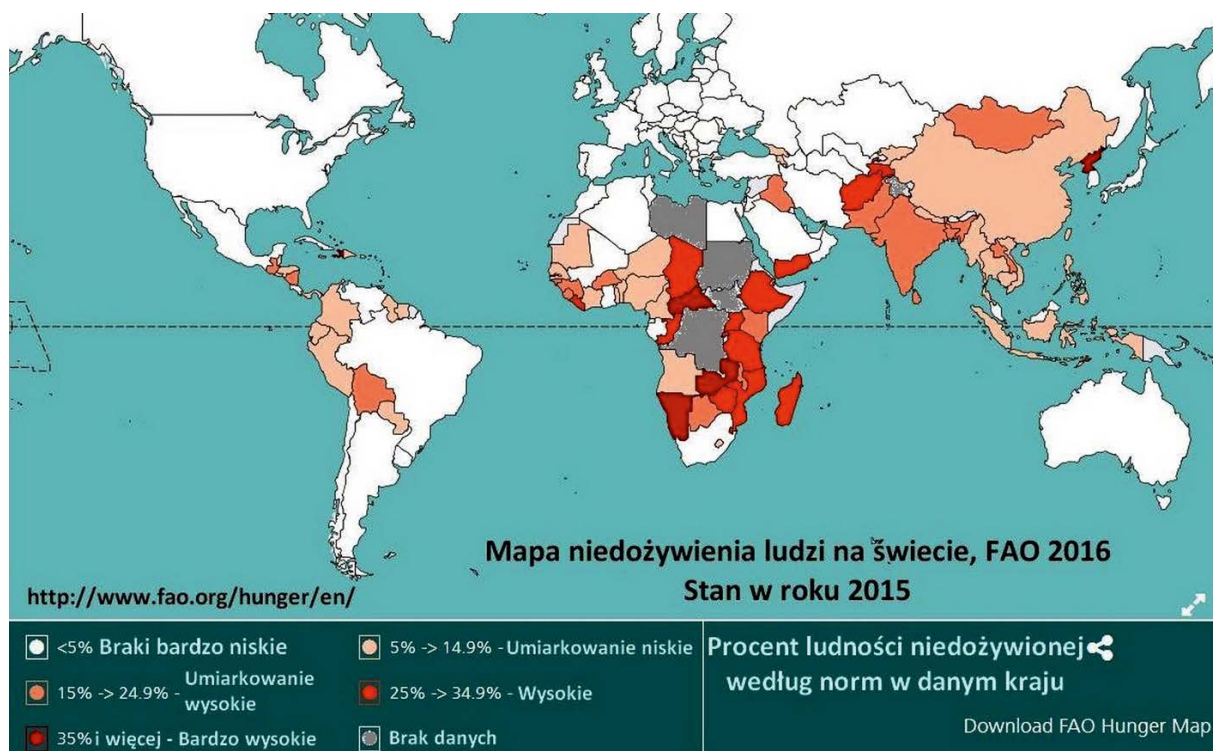 Mapa niedożywienia ludzi na świecie, FAO 2016
Stan w roku 2015
http://www.fao.org/hunger/en/
<5% Braki bardzo niskie
5% -> 14.9% - Umiarkowanie niskie
15% -> 24.9% - Umiarkowanie
wysokie
25% -> 34.9% - Wysokie
35% i więcej - Bardzo wysokie
Brak danych
Procent ludności niedożywionej
według norm w danym kraju
Download FAO Hunger Map